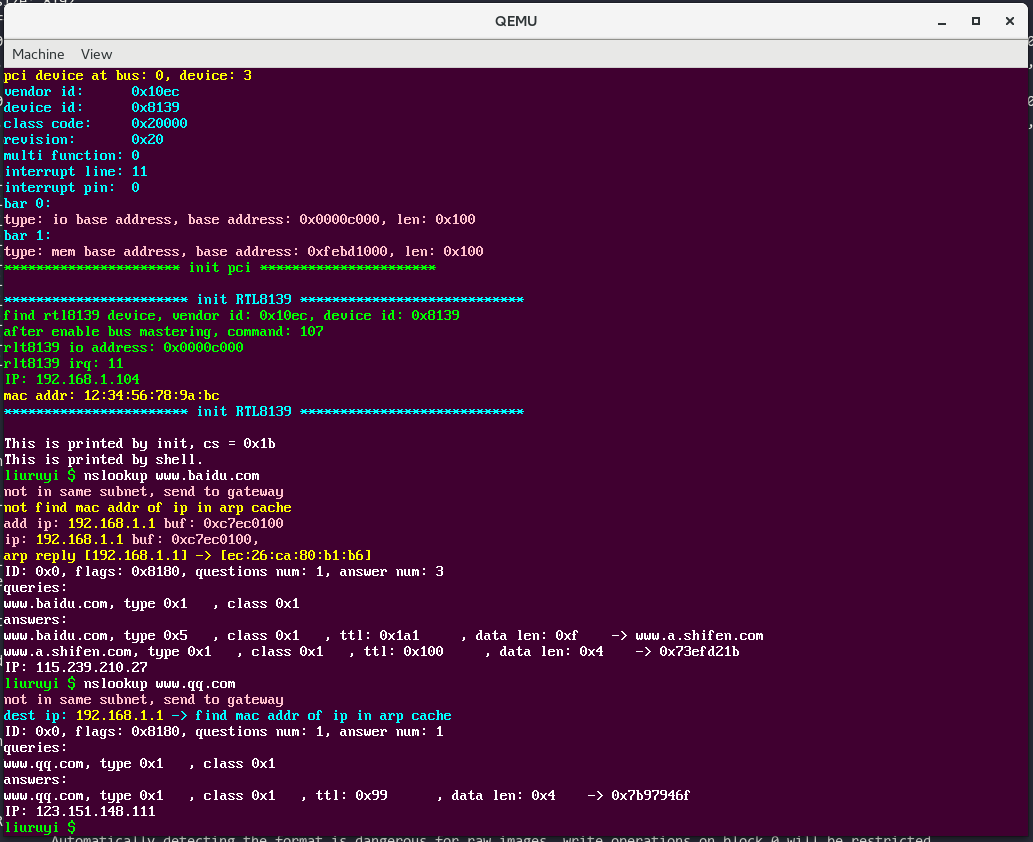 QEMU
Machine View
pci device at bus: 0, device: 3
vendor id: 0x10ec
device id: 0x8139
class code: 0x20000
revision: 0x20
multi function: 0
interrupt line: 11
interrupt pin: 0
bar 0:
type: io base address, base address: 0x0000c000, len: 0x100
bar 1:
type: mem base address, base address: 0xfebd1000, len: 0x100
********************** init pci **********************
*********************** init RTL8139 ****************************
find rtl8139 device, vendor id: 0x10ec, device id: 0x8139
after enable bus mastering, command: 107
rlt8139 io address: 0x0000c000
rlt8139 irq: 11
IP: 192.168.1.104
mac addr: 12:34:56:78:9a:bc
*********************** init RTL8139 ****************************
This is printed by init, cs = 0x1b
This is printed by shell.
liuruyi $ nslookup www.baidu.com
not in same subnet, send to gateway
not find mac addr of ip in arp cache
add ip: 192.168.1.1 buf: 0xc7ec0100
ip: 192.168.1.1 buf: 0xc7ec0100,
arp reply [192.168.1.1] -> [ec:26:ca:80:b1:b6]
ID: 0x0, flags: 0x8180, questions num: 1, answer num: 3
queries:
www.baidu.com, type 0x1 , class 0x1
answers:
www.baidu.com, type 0x5 , class 0x1 , ttl: 0x1a1 , data len: 0xf -> www.a.shifen.com
www.a.shifen.com, type 0x1 , class 0x1 , ttl: 0x100 , data len: 0x4 -> 0x73efd21b
IP: 115.239.210.27
liuruyi $ nslookup www.qq.com
not in same subnet, send to gateway
dest ip: 192.168.1.1 -> find mac addr of ip in arp cache
ID: 0x0, flags: 0x8180, questions num: 1, answer num: 1
queries:
www.qq.com, type 0x1 , class 0x1
answers:
www.qq.com, type 0x1 , class 0x1 , ttl: 0x99 , data len: 0x4 -> 0x7b97946f
IP: 123.151.148.111
liuruyi $
Automatically detecting the format is dangerous for raw images, write operations on block 0 will be restricted